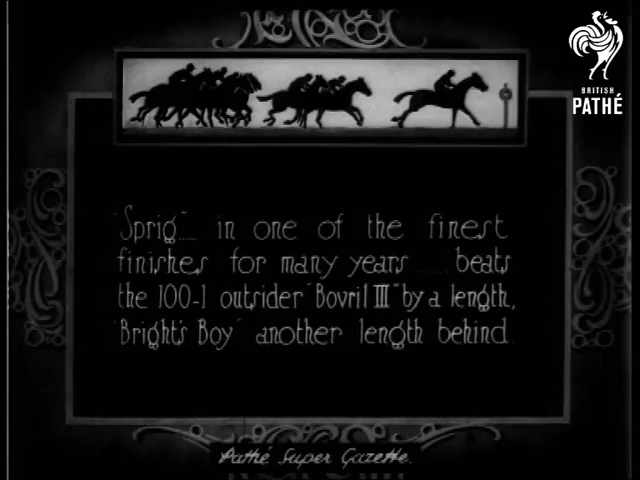 BRITISH
PATHÉ
"Sprig"..... in one of the finest
finishes for many years ...... beats
the 100-1 outsider "Bovril III" by a length,
"Bright's Boy" another length behind.
Pathé Super Gazette.